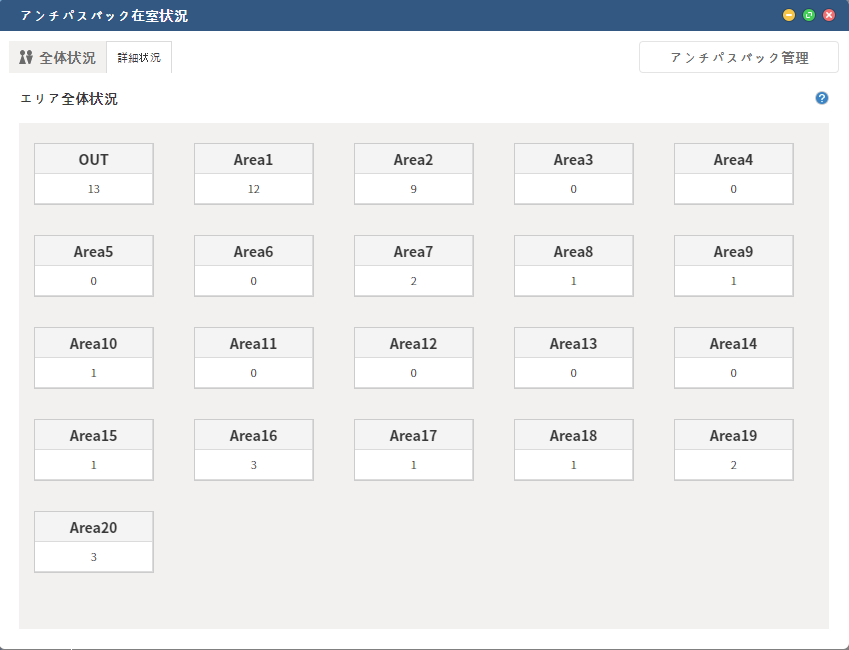 アンチパスバック在室状況
全体状況 詳細状況 アンチパスバック管理
エリア全体状況
OUT Area1 Area2 Area3 Area4
13 12 9 0 0
Area5 Area6 Area7 Area8 Area9
0 0 2 1 1
Area10 Area11 Area12 Area13 Area14
1 0 0 0 0
Area15 Area16 Area17 Area18 Area19
1 3 1 1 2
Area20
3